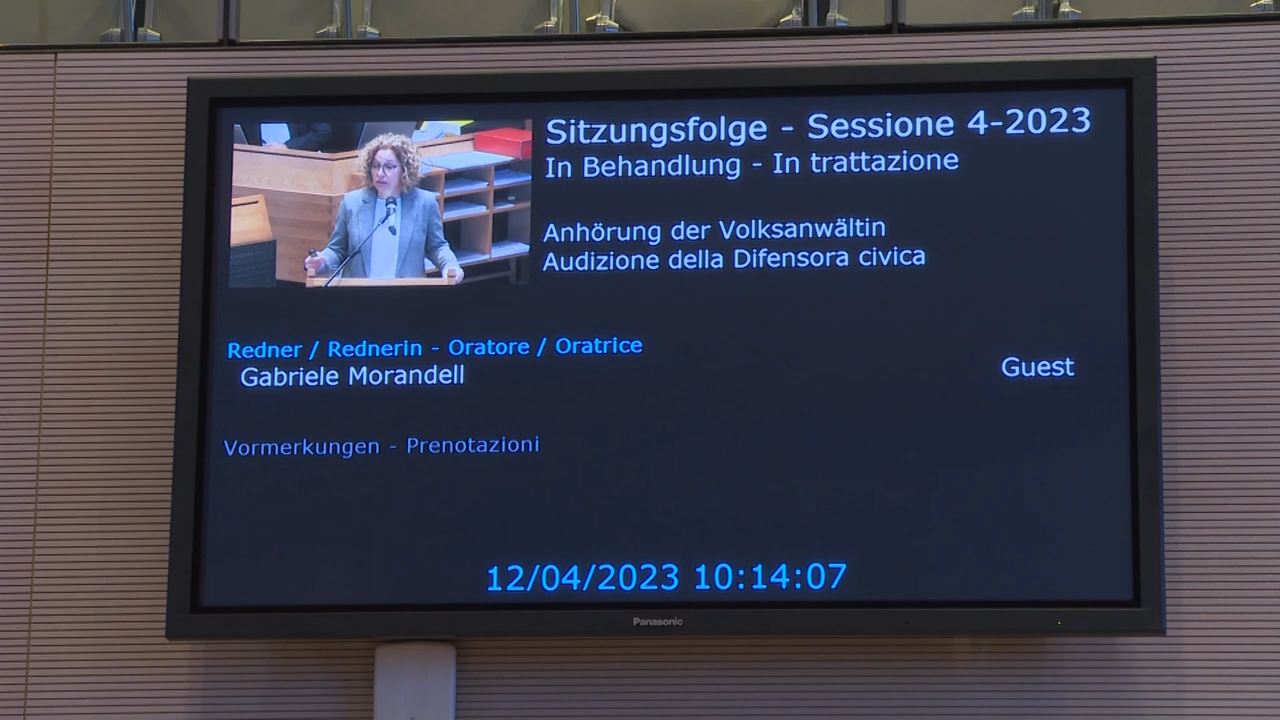 Sitzungsfolge - Sessione 4-2023
In Behandlung - In trattazione
Anhörung der Volksanwältin
Audizione della Difensora civica
Redner / Rednerin - Oratore / Oratrice
Gabriele Morandell
Guest
Vormerkungen - Prenotazioni
12/04/2023 10:14:07
Panasonic